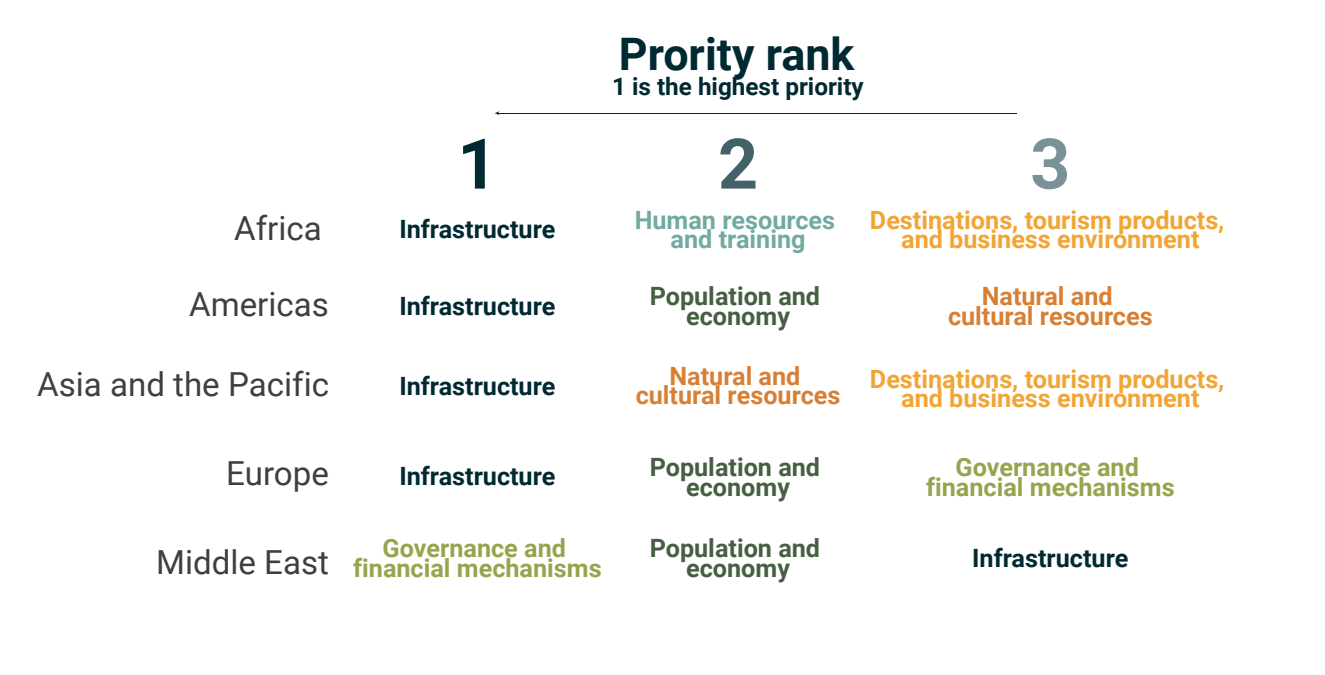 Prority rank
1 is the highest priority
1 2 3
Africa Infrastructure Human resources and training Destinations, tourism products, and business environment
Americas Infrastructure Population and economy Natural and cultural resources
Asia and the Pacific Infrastructure Natural and cultural resources Destinations, tourism products, and business environment
Europe Infrastructure Population and economy Governance and financial mechanisms
Middle East Governance and financial mechanisms Population and economy Infrastructure